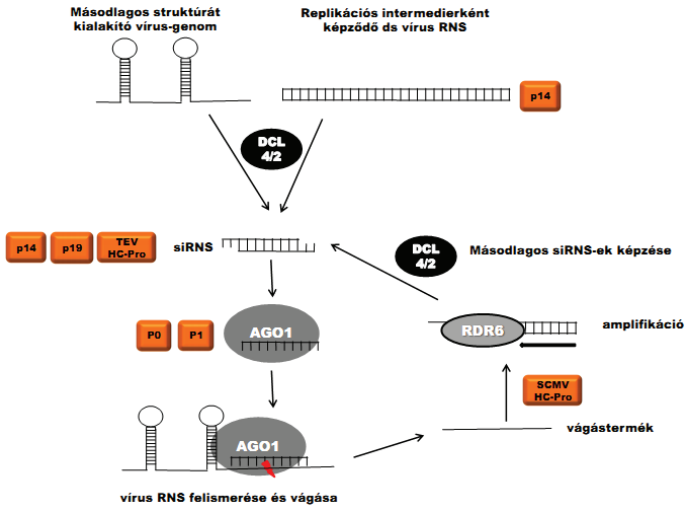 Másodlagos struktúrát
kialakító vírus-genom
Replikációs intermedierként
képződő ds vírus RNS
p14
DCL
4/2
p14
p19
TEV
HC-Pro
siRNS
DCL
4/2
Másodlagos siRNS-ek képzése
P0
P1
AGO1
RDR6
amplifikáció
SCMV
HC-Pro
AGO1
vágástermék
vírus RNS felismerése és vágása